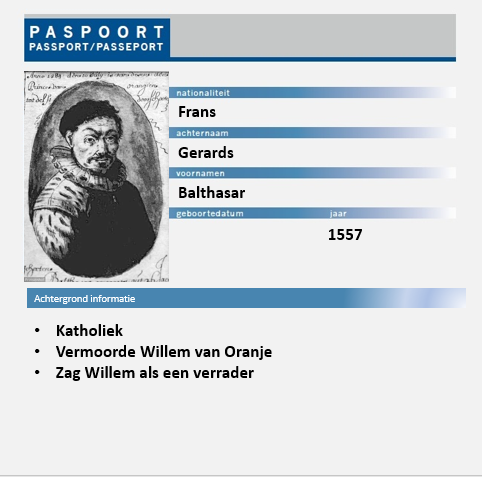 PASPOORT
PASSPORT/PASSEPORT
nationaliteit
Frans
achternaam
Gerards
voornamen
Balthasar
geboortedatum jaar
1557
Achtergrond informatie
• Katholiek
• Vermoorde Willem van Oranje
• Zag Willem als een verrader